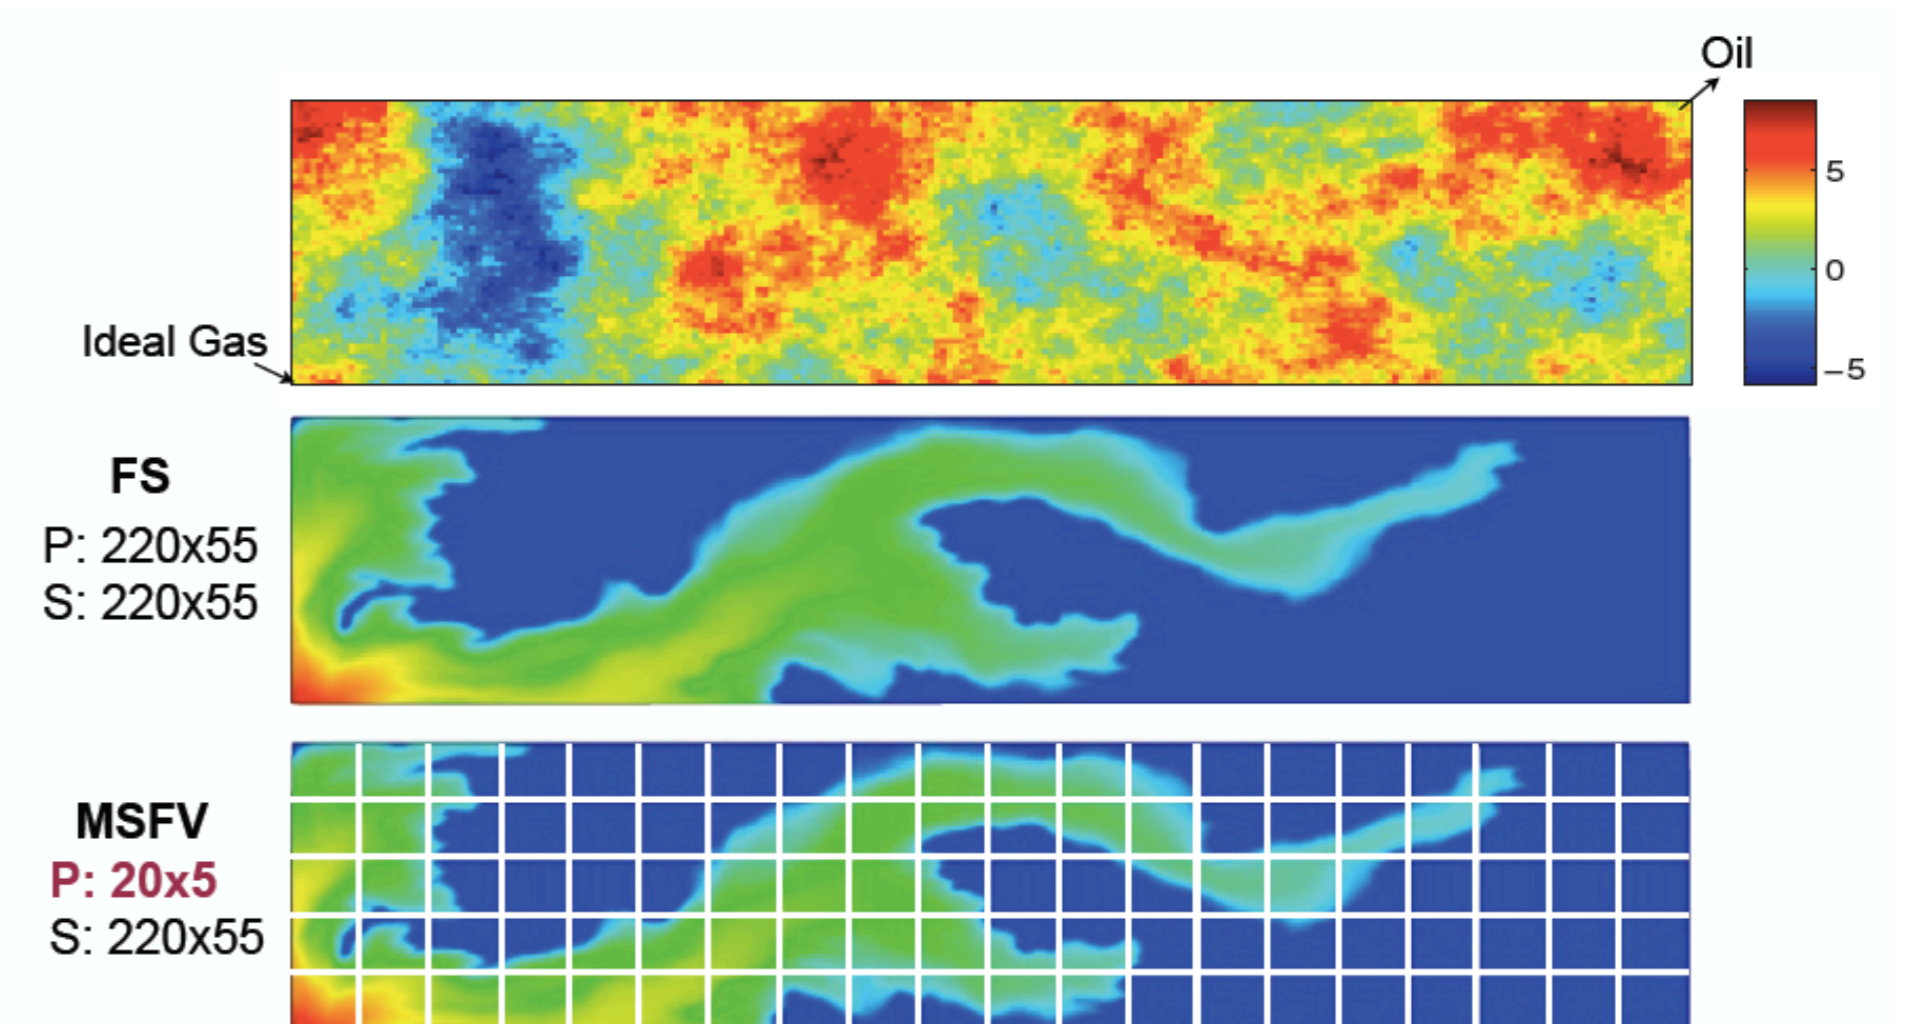 Oil
5
0
−5
Ideal Gas
FS
P: 220x55
S: 220x55
MSFV
P: 20x5
S: 220x55